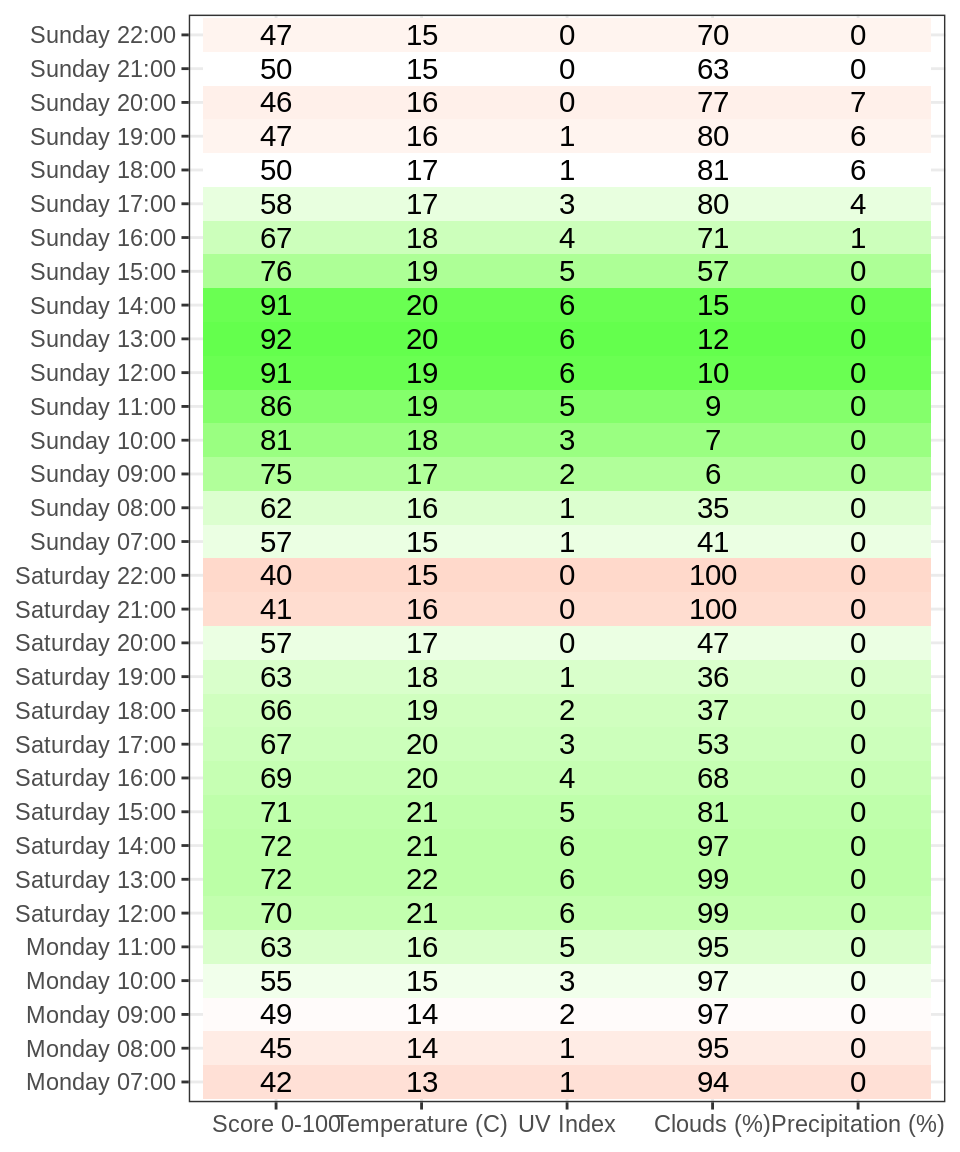 Sunday 22:00 47 15 0 70 0
Sunday 21:00 50 15 0 63 0
Sunday 20:00 46 16 0 77 7
Sunday 19:00 47 16 1 80 6
Sunday 18:00 50 17 1 81 6
Sunday 17:00 58 17 3 80 4
Sunday 16:00 67 18 4 71 1
Sunday 15:00 76 19 5 57 0
Sunday 14:00 91 20 6 15 0
Sunday 13:00 92 20 6 12 0
Sunday 12:00 91 19 6 10 0
Sunday 11:00 86 19 5 9 0
Sunday 10:00 81 18 3 7 0
Sunday 09:00 75 17 2 6 0
Sunday 08:00 62 16 1 35 0
Sunday 07:00 57 15 1 41 0
Saturday 22:00 40 15 0 100 0
Saturday 21:00 41 16 0 100 0
Saturday 20:00 57 17 0 47 0
Saturday 19:00 63 18 1 36 0
Saturday 18:00 66 19 2 37 0
Saturday 17:00 67 20 3 53 0
Saturday 16:00 69 20 4 68 0
Saturday 15:00 71 21 5 81 0
Saturday 14:00 72 21 6 97 0
Saturday 13:00 72 22 6 99 0
Saturday 12:00 70 21 6 99 0
Monday 11:00 63 16 5 95 0
Monday 10:00 55 15 3 97 0
Monday 09:00 49 14 2 97 0
Monday 08:00 45 14 1 95 0
Monday 07:00 42 13 1 94 0
Score 0-100 Temperature (C) UV Index Clouds (%) Precipitation (%)